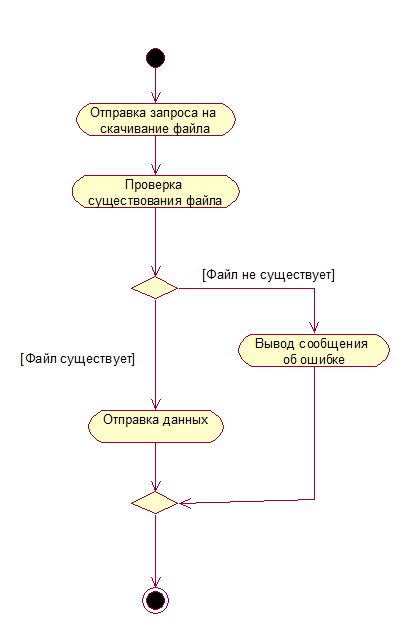 Отправка запроса на
скачивание файла
Проверка
существования файла
[Файл не существует]
Вывод сообщения
об ошибке
[Файл существует]
Отправка данных